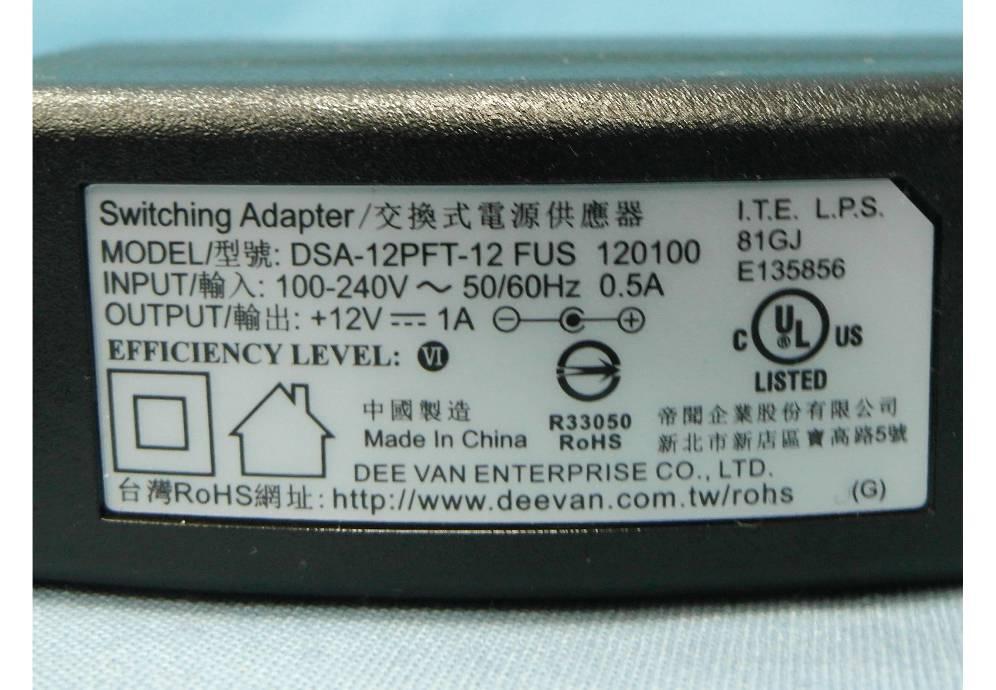 Switching Adapter/交換式電源供應器
MODEL/型號: DSA-12PFT-12 FUS 120100
INPUT/輸入: 100-240V ～ 50/60Hz 0.5A
OUTPUT/輸出: +12V ⎓ 1A
EFFICIENCY LEVEL: Ⅵ
I.T.E. L.P.S.
81GJ
E135856
C UL® US
LISTED
中國製造
Made In China
R33050
RoHS
帝聞企業股份有限公司
新北市新店區寶高路5號
DEE VAN ENTERPRISE CO., LTD.
台灣RoHS網址: http://www.deevan.com.tw/rohs (G)